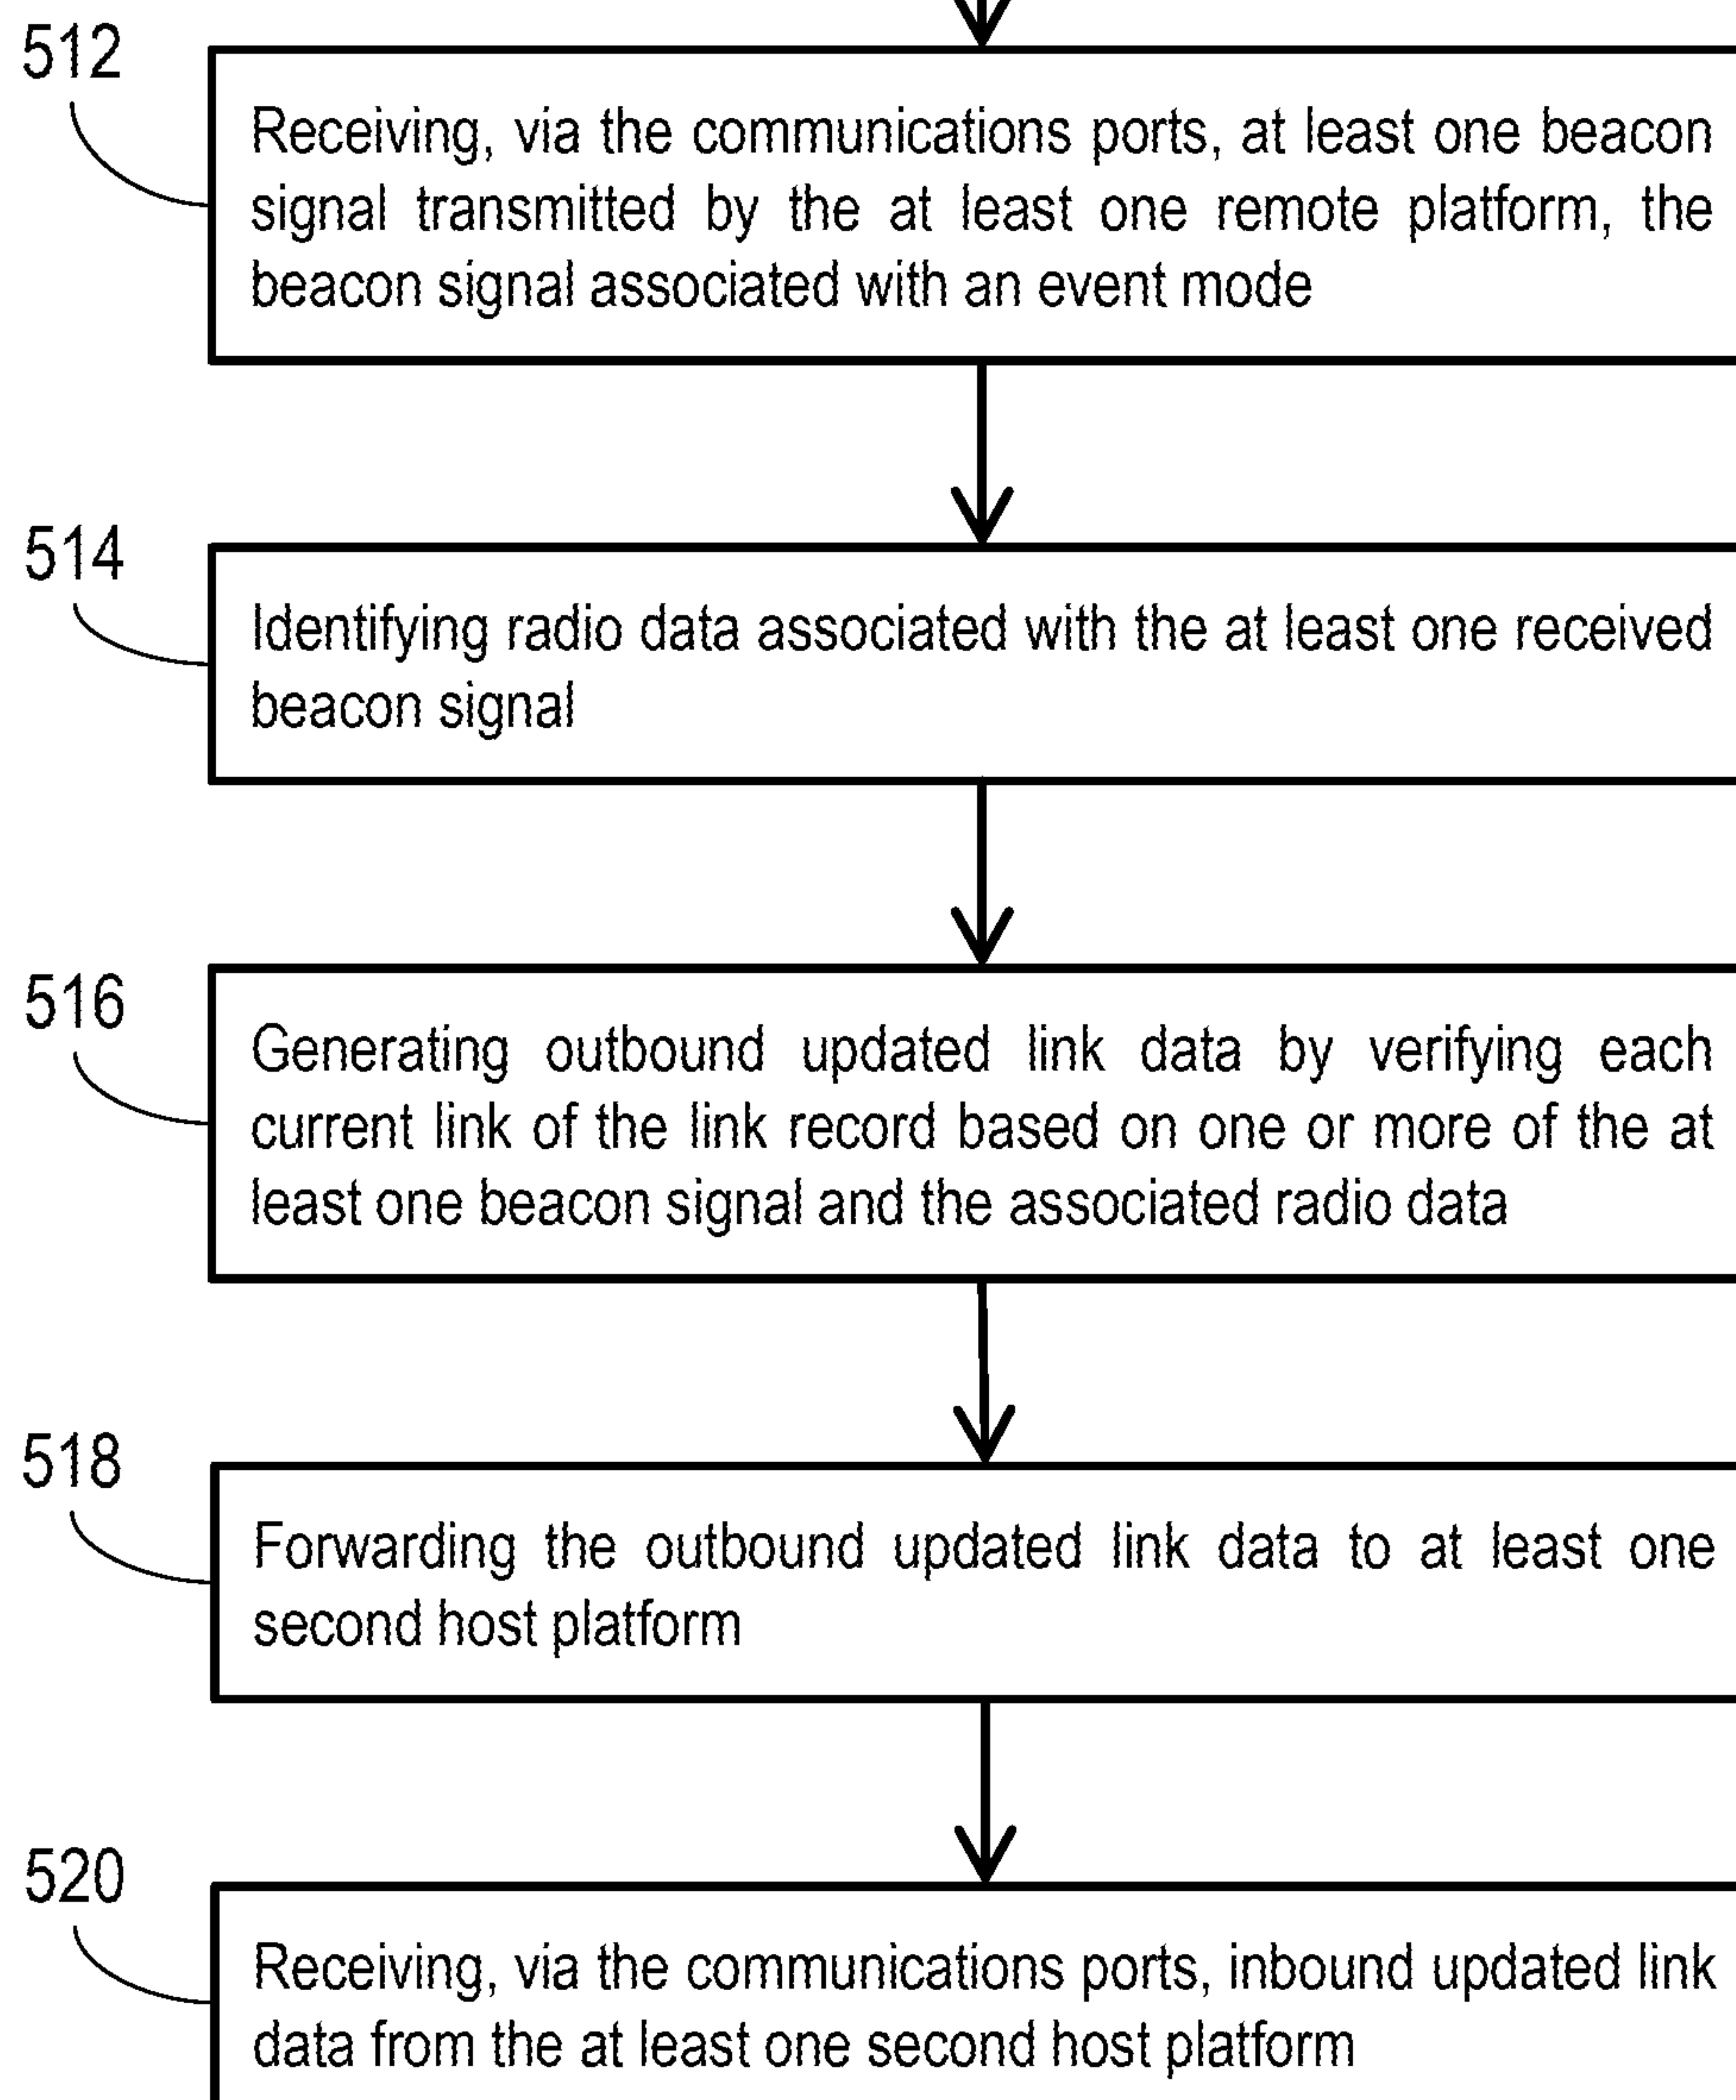 512
Receiving, via the communications ports, at least one beacon
signal transmitted by the at least one remote platform, the
beacon signal associated with an event mode
514
Identifying radio data associated with the at least one received
beacon signal
516
Generating outbound updated link data by verifying each
current link of the link record based on one or more of the at
least one beacon signal and the associated radio data
518
Forwarding the outbound updated link data to at least one
second host platform
520
Receiving, via the communications ports, inbound updated link
data from the at least one second host platform